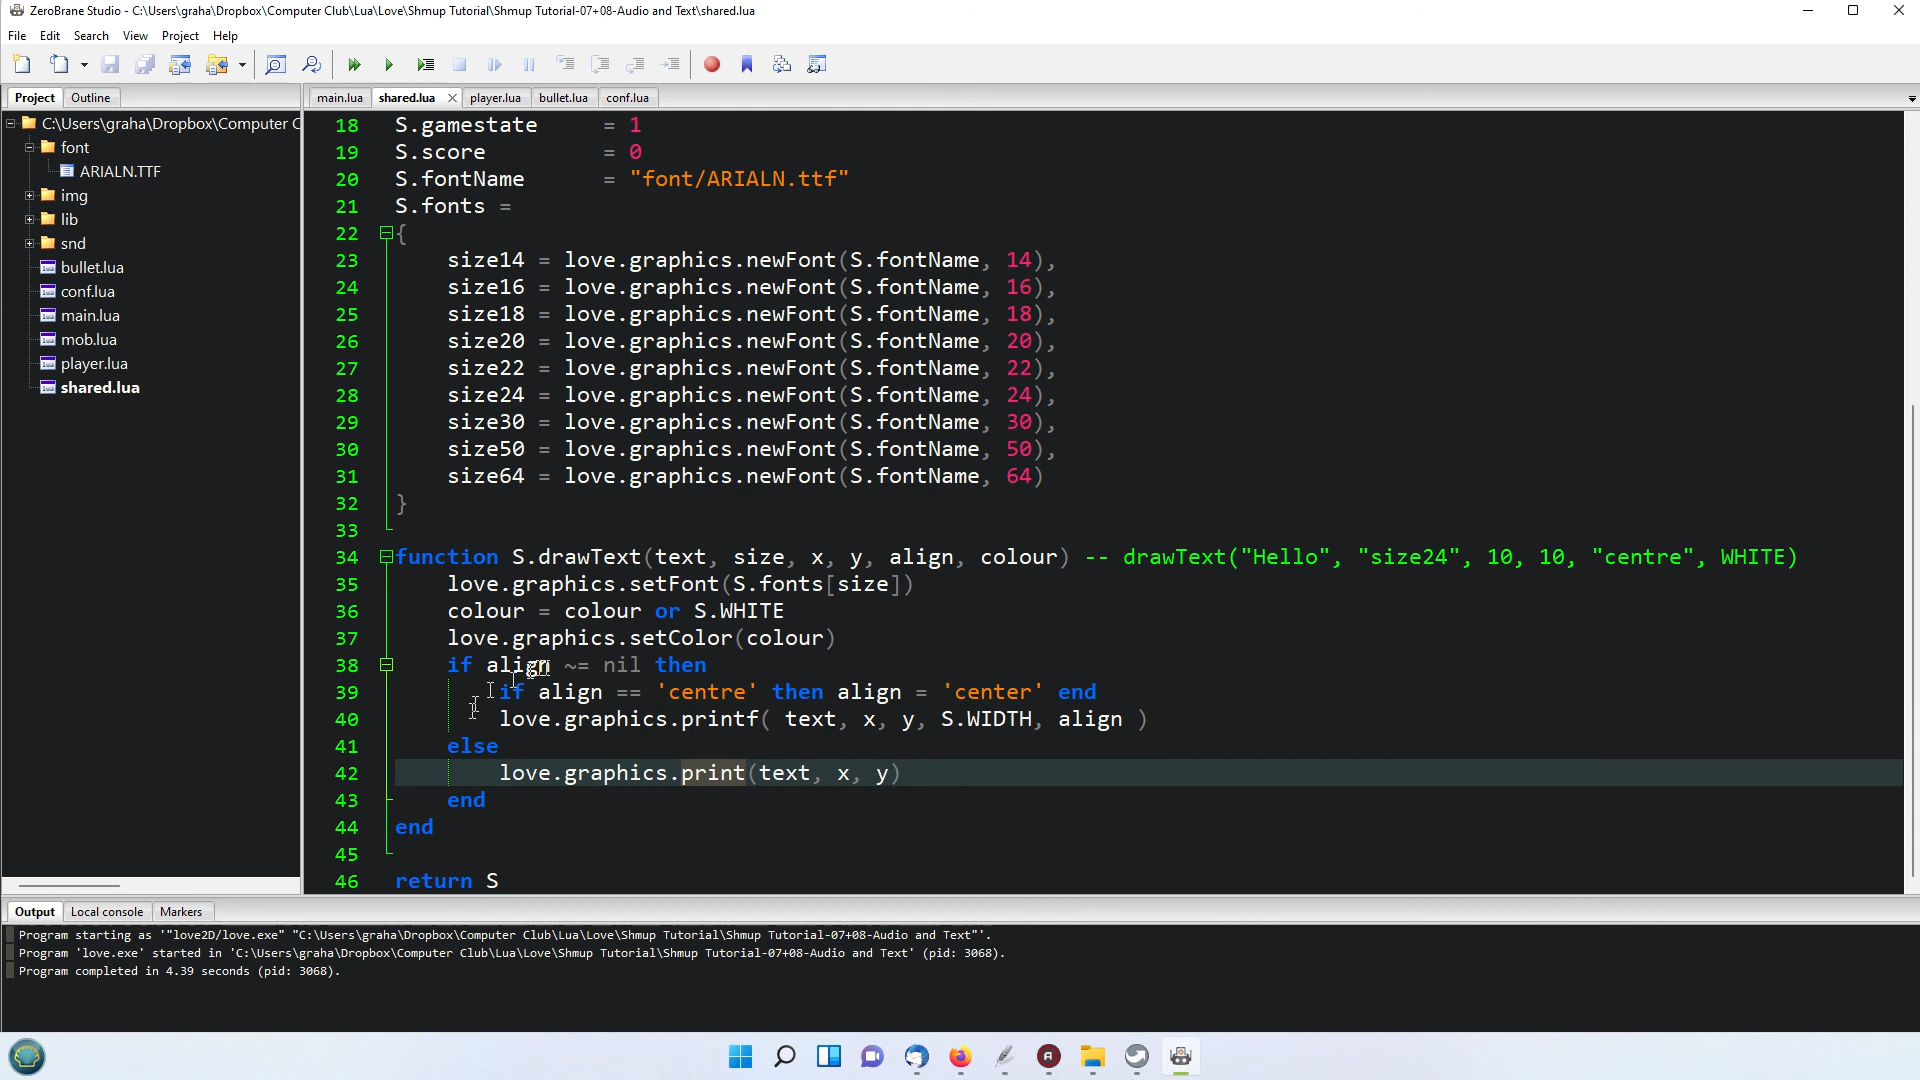 ZeroBrane Studio - C:\Users\graha\Dropbox\Computer Club\Lua\Love\Shmup Tutorial\Shmup Tutorial-07+08-Audio and Text\shared.lua
File Edit Search View Project Help
Project Outline
main.lua shared.lua player.lua bullet.lua conf.lua
C:\Users\graha\Dropbox\Computer C
font
ARIALN.TTF
img
lib
snd
bullet.lua
conf.lua
main.lua
mob.lua
player.lua
shared.lua
18 S.gamestate = 1
19 S.score = 0
20 S.fontName = "font/ARIALN.ttf"
21 S.fonts =
22 {
23 size14 = love.graphics.newFont(S.fontName, 14),
24 size16 = love.graphics.newFont(S.fontName, 16),
25 size18 = love.graphics.newFont(S.fontName, 18),
26 size20 = love.graphics.newFont(S.fontName, 20),
27 size22 = love.graphics.newFont(S.fontName, 22),
28 size24 = love.graphics.newFont(S.fontName, 24),
29 size30 = love.graphics.newFont(S.fontName, 30),
30 size50 = love.graphics.newFont(S.fontName, 50),
31 size64 = love.graphics.newFont(S.fontName, 64)
32 }
33
34 function S.drawText(text, size, x, y, align, colour) -- drawText("Hello", "size24", 10, 10, "centre", WHITE)
35 love.graphics.setFont(S.fonts[size])
36 colour = colour or S.WHITE
37 love.graphics.setColor(colour)
38 if align ~= nil then
39 if align == 'centre' then align = 'center' end
40 love.graphics.printf( text, x, y, S.WIDTH, align )
41 else
42 love.graphics.print(text, x, y)
43 end
44 end
45
46 return S
Output Local console Markers
Program starting as '"love2D/love.exe" "C:\Users\graha\Dropbox\Computer Club\Lua\Love\Shmup Tutorial\Shmup Tutorial-07+08-Audio and Text"'.
Program 'love.exe' started in 'C:\Users\graha\Dropbox\Computer Club\Lua\Love\Shmup Tutorial\Shmup Tutorial-07+08-Audio and Text' (pid: 3068).
Program completed in 4.39 seconds (pid: 3068).